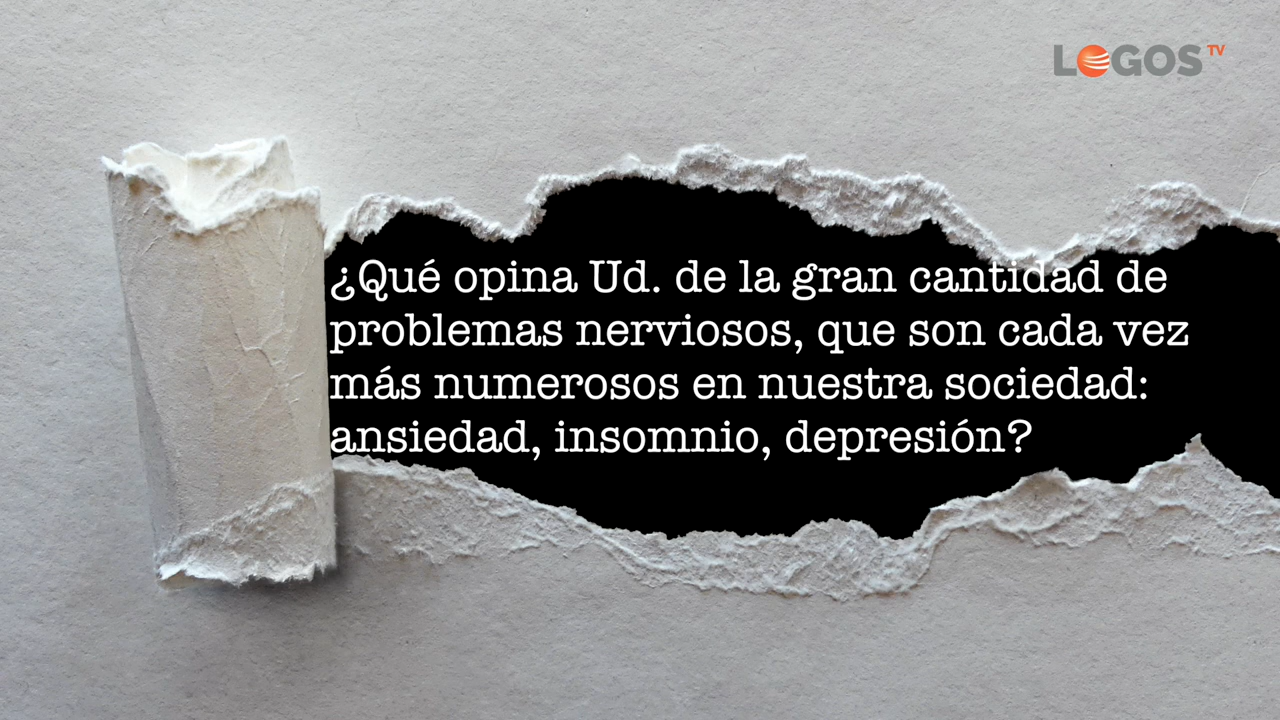 LOGOS TV
¿Qué opina Ud. de la gran cantidad de
problemas nerviosos, que son cada vez
más numerosos en nuestra sociedad:
ansiedad, insomnio, depresión?